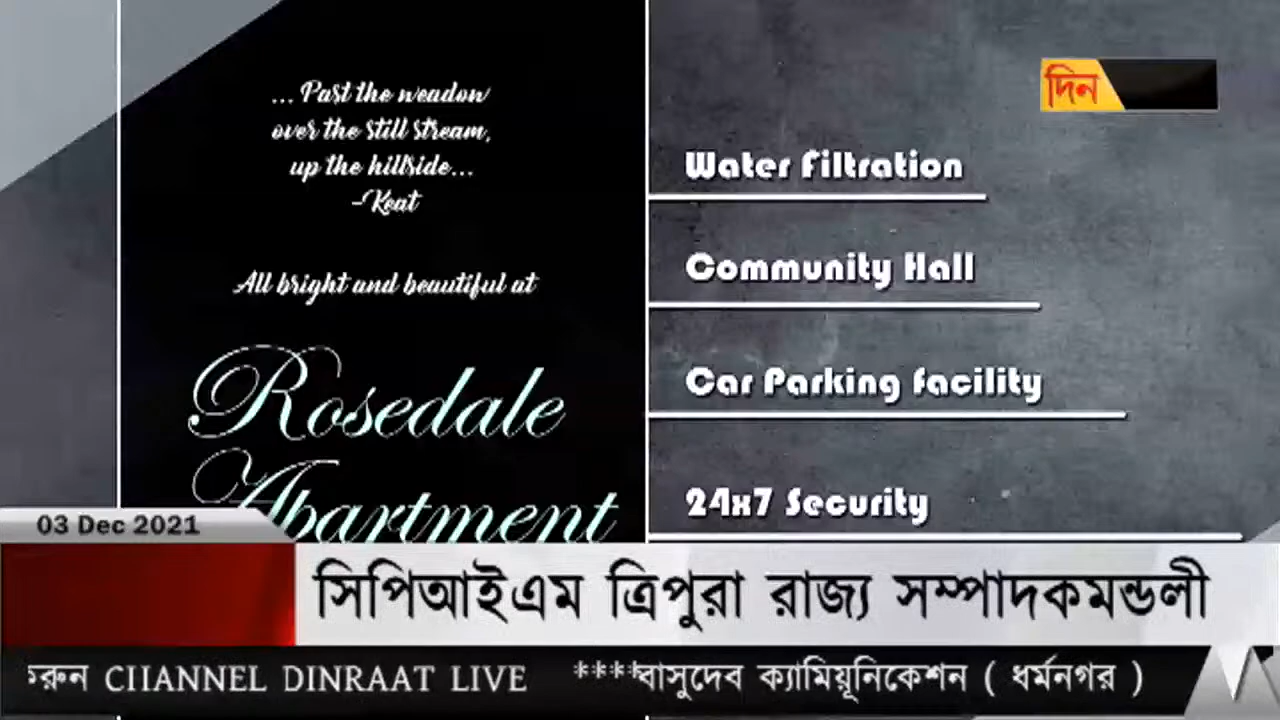 ... Past the weadow
over the still stream,
up the hillside...
-Keat
All bright and beautiful at
Rosedale
Apartment
দিন
Water Filtration
Community Hall
Car Parking facility
24x7 Security
03 Dec 2021
সিপিআইএম ত্রিপুরা রাজ্য সম্পাদকমন্ডলী
CHANNEL DINRAAT LIVE ****বাসুদেব ক্যামিয়ূনিকেশন ( ধর্মনগর )